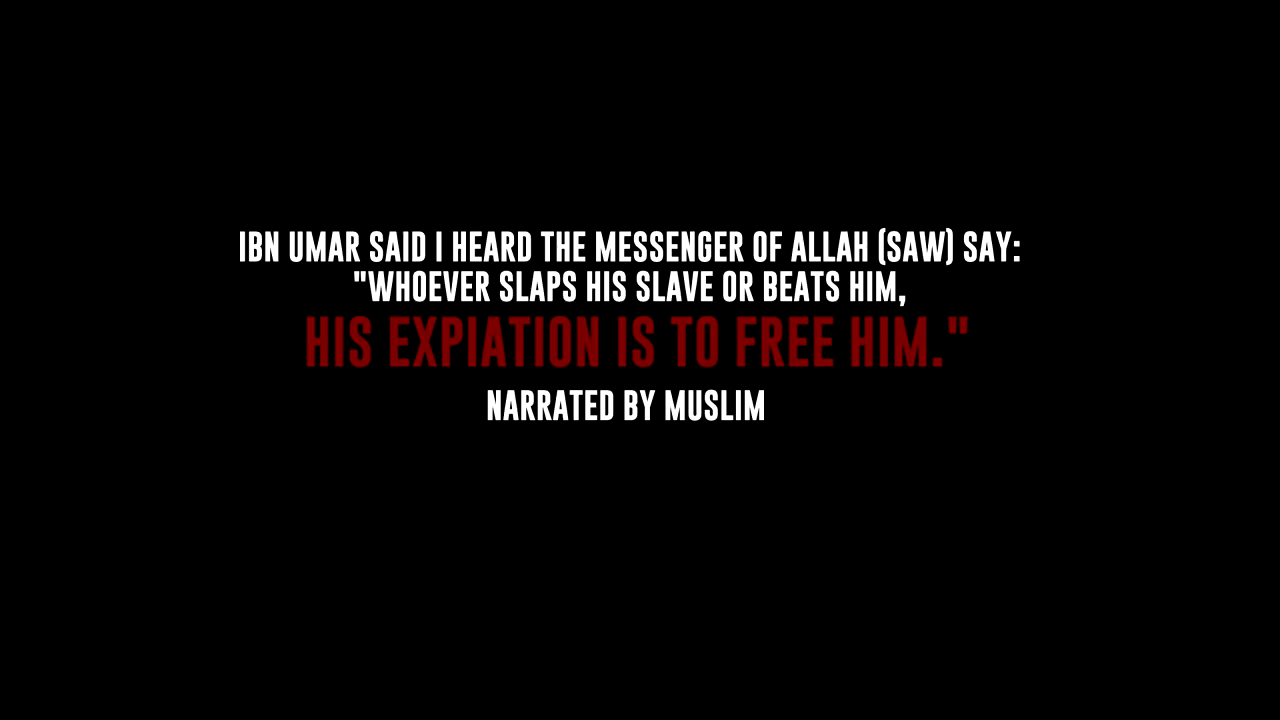 IBN UMAR SAID I HEARD THE MESSENGER OF ALLAH (SAW) SAY:
"WHOEVER SLAPS HIS SLAVE OR BEATS HIM,
HIS EXPIATION IS TO FREE HIM."
NARRATED BY MUSLIM